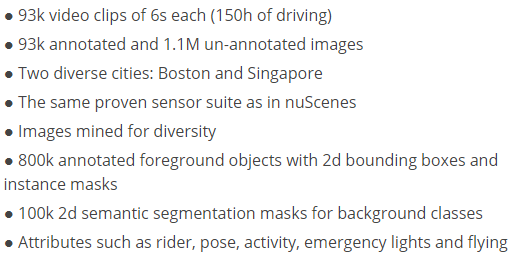 ● 93k video clips of 6s each (150h of driving)
● 93k annotated and 1.1M un-annotated images
● Two diverse cities: Boston and Singapore
● The same proven sensor suite as in nuScenes
● Images mined for diversity
● 800k annotated foreground objects with 2d bounding boxes and
instance masks
● 100k 2d semantic segmentation masks for background classes
● Attributes such as rider, pose, activity, emergency lights and flying